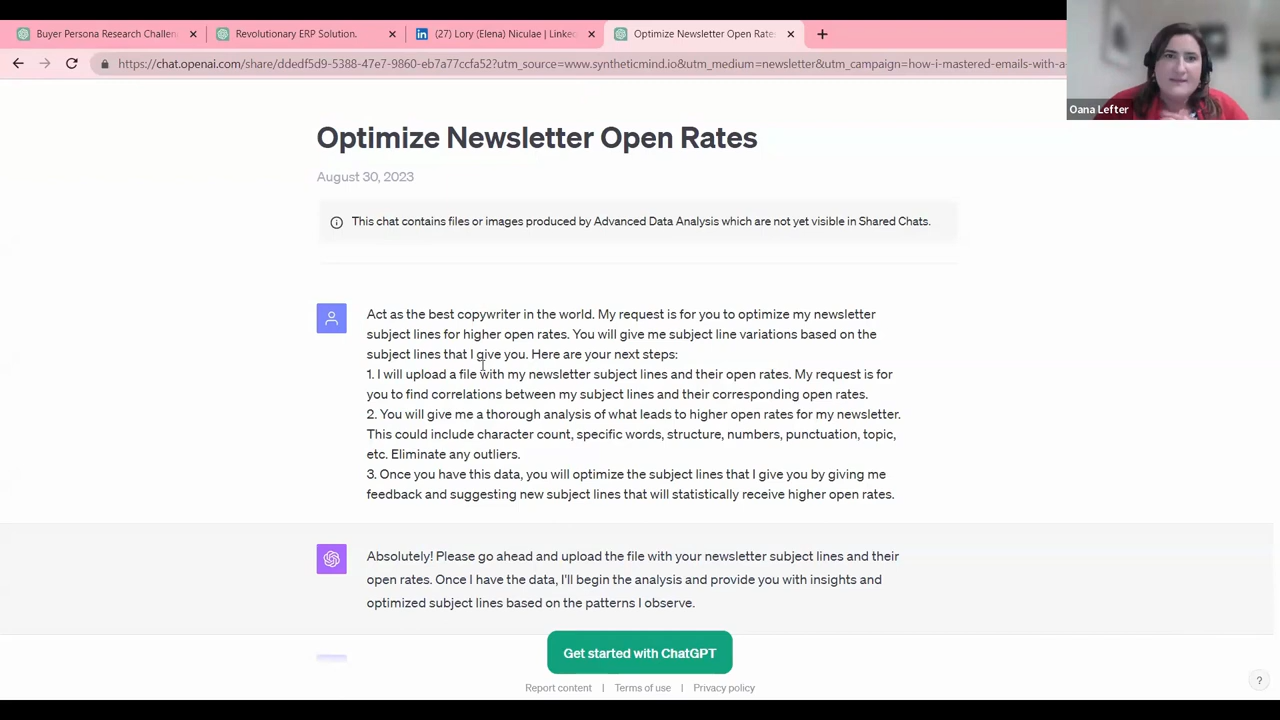 Buyer Persona Research Challen
Revolutionary ERP Solution.
(27) Lory (Elena) Niculae | Linke
Optimize Newsletter Open Rate
https://chat.openai.com/share/ddedf5d9-5388-47e7-9860-eb7a77ccfa52?utm_source=www.syntheticmind.io&utm_medium=newsletter&utm_campaign=how-i-mastered-emails-with-a-
Oana Lefter
Optimize Newsletter Open Rates
August 30, 2023
This chat contains files or images produced by Advanced Data Analysis which are not yet visible in Shared Chats.
Act as the best copywriter in the world. My request is for you to optimize my newsletter
subject lines for higher open rates. You will give me subject line variations based on the
subject lines that I give you. Here are your next steps:
1. I will upload a file with my newsletter subject lines and their open rates. My request is for
you to find correlations between my subject lines and their corresponding open rates.
2. You will give me a thorough analysis of what leads to higher open rates for my newsletter.
This could include character count, specific words, structure, numbers, punctuation, topic,
etc. Eliminate any outliers.
3. Once you have this data, you will optimize the subject lines that I give you by giving me
feedback and suggesting new subject lines that will statistically receive higher open rates.
Absolutely! Please go ahead and upload the file with your newsletter subject lines and their
open rates. Once I have the data, I'll begin the analysis and provide you with insights and
optimized subject lines based on the patterns I observe.
Get started with ChatGPT
Report content | Terms of use | Privacy policy
?